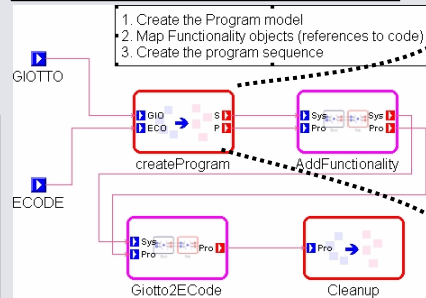 1. Create the Program model
2. Map Functionality objects (references to code)
3. Create the program sequence
GIOTTO
GIO S
ECO P
createProgram
Sys Sys
Pro Pro
AddFunctionality
ECODE
Sys
Pro Pro
Giotto2ECode
Pro
Cleanup